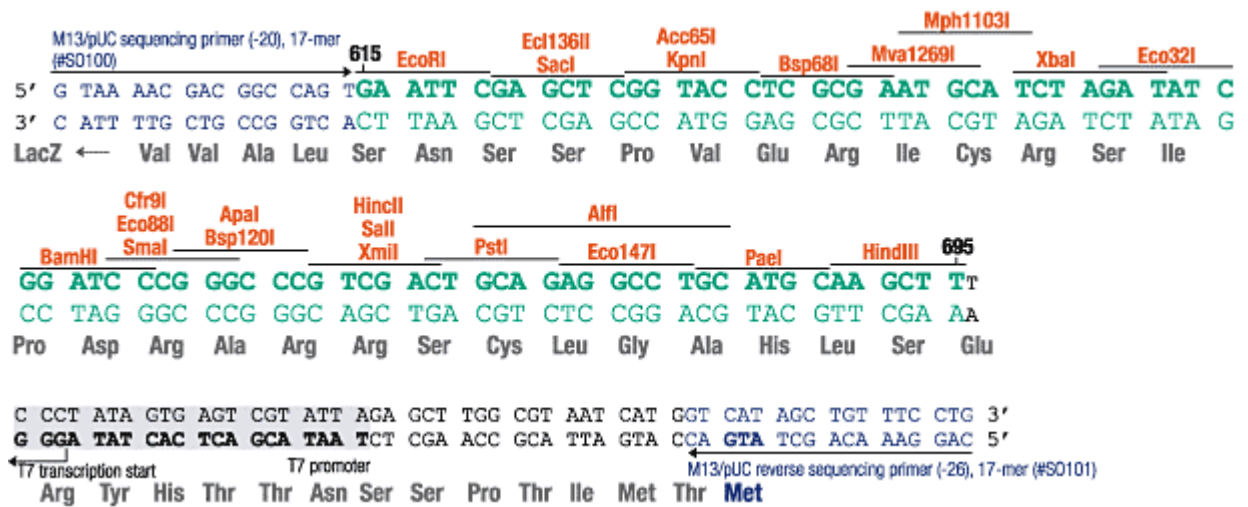 M13/pUC sequencing primer (-20), 17-mer
(#S0100)
615
EcoRI
Ecl136II
SacI
Acc65I
KpnI
Bsp68I
Mph1103I
Mva1269I
XbaI
Eco32I
5′ G TAA AAC GAC GGC CAG TGA ATT CGA GCT CGG TAC CTC GCG AAT GCA TCT AGA TAT C
3′ C ATT TTG CTG CCG GTC ACT TAA GCT CGA GCC ATG GAG CGC TTA CGT AGA TCT ATA G
LacZ ← Val Val Ala Leu Ser Asn Ser Ser Pro Val Glu Arg Ile Cys Arg Ser Ile
BamHI
Cfr9I
Eco88I
SmaI
ApaI
Bsp120I
HincII
SalI
XmiI
PstI
AlfI
Eco147I
PaeI
HindIII
695
GG ATC CCG GGC CCG TCG ACT GCA GAG GCC TGC ATG CAA GCT TT
CC TAG GGC CCG GGC AGC TGA CGT CTC CGG ACG TAC GTT CGA AA
Pro Asp Arg Ala Arg Arg Ser Cys Leu Gly Ala His Leu Ser Glu
C CCT ATA GTG AGT CGT ATT AGA GCT TGG CGT AAT CAT GGT CAT AGC TGT TTC CTG 3′
G GGA TAT CAC TCA GCA TAA TCT CGA ACC GCA TTA GTA CCA GTA TCG ACA AAG GAC 5′
T7 transcription start
T7 promoter
M13/pUC reverse sequencing primer (-26), 17-mer (#S0101)
Arg Tyr His Thr Thr Asn Ser Ser Pro Thr Ile Met Thr Met